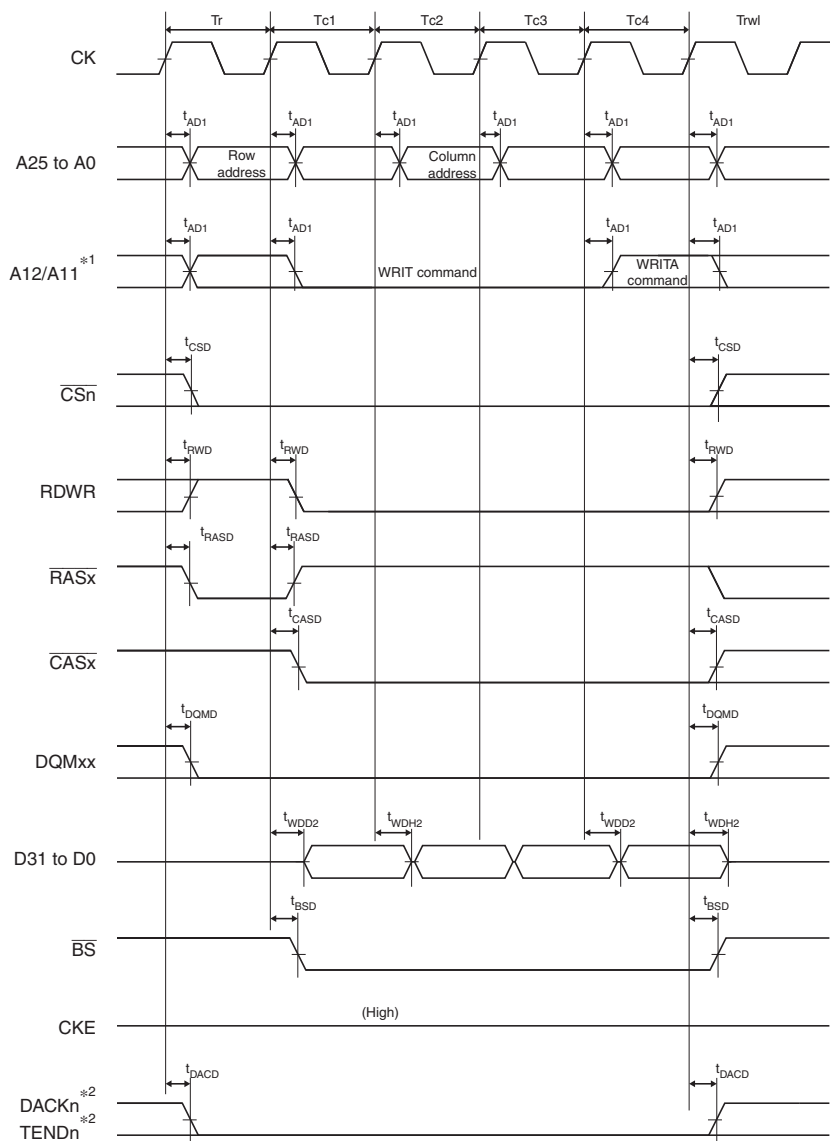 Tr Tc1 Tc2 Tc3 Tc4 Trwl
CK
tAD1 tAD1 tAD1 tAD1 tAD1 tAD1
A25 to A0
Row address
Column address
tAD1 tAD1 tAD1 tAD1
A12/A11*1
WRIT command
WRITA command
tCSD tCSD
CSn
tRWD tRWD tRWD
RDWR
tRASD tRASD
RASx
tCASD tCASD
CASx
tDQMD tDQMD
DQMxx
tWDD2 tWDH2 tWDD2 tWDH2
D31 to D0
tBSD tBSD
BS
(High)
CKE
tDACD tDACD
DACKn*2
TENDn*2